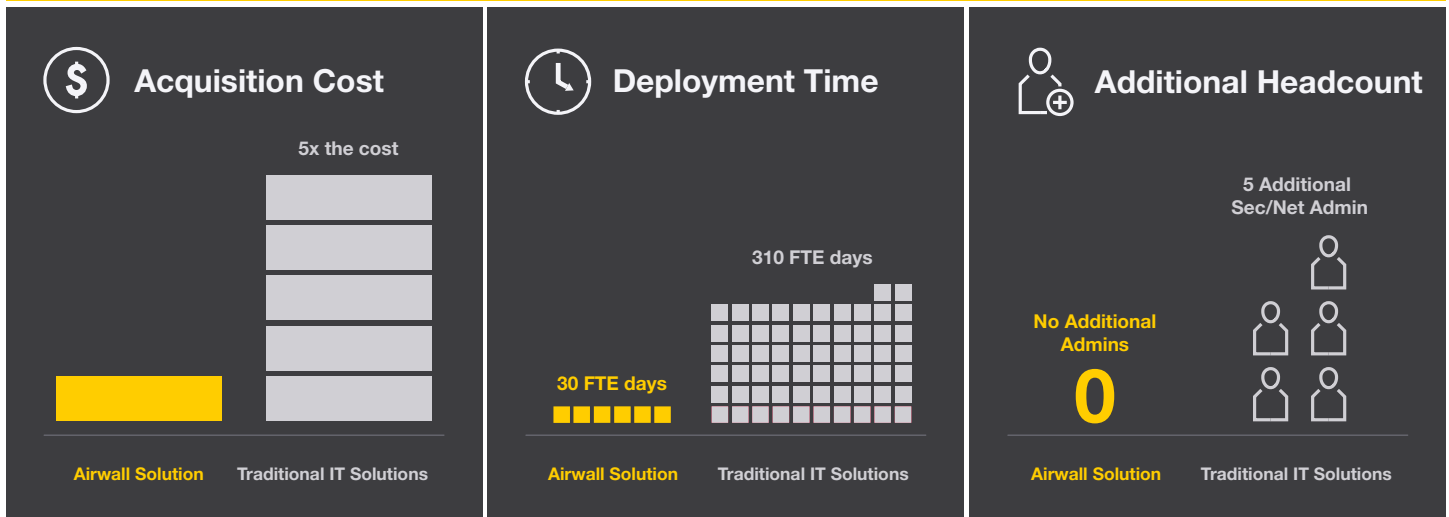 $
Acquisition Cost
5x the cost
Airwall Solution
Traditional IT Solutions
Deployment Time
310 FTE days
30 FTE days
Airwall Solution
Traditional IT Solutions
Additional Headcount
5 Additional
Sec/Net Admin
No Additional
Admins
0
Airwall Solution
Traditional IT Solutions